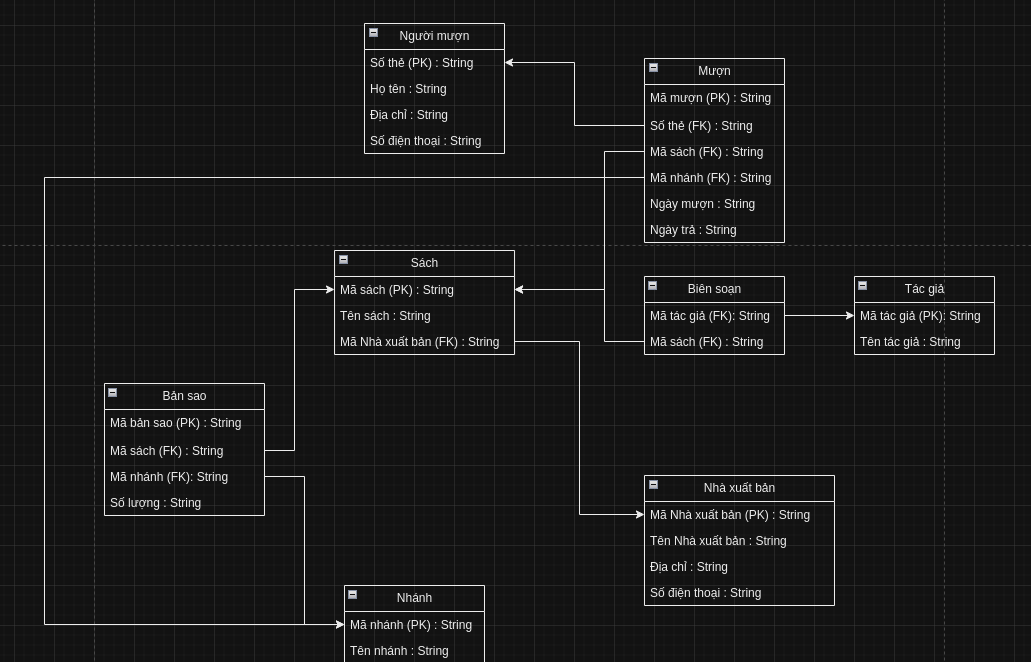 Người mượn
Số thẻ (PK) : String
Họ tên : String
Địa chỉ : String
Số điện thoại : String
Mượn
Mã mượn (PK) : String
Số thẻ (FK) : String
Mã sách (FK) : String
Mã nhánh (FK) : String
Ngày mượn : String
Ngày trả : String
Sách
Mã sách (PK) : String
Tên sách : String
Mã Nhà xuất bản (FK) : String
Biên soạn
Mã tác giả (FK): String
Mã sách (FK) : String
Tác giả
Mã tác giả (PK): String
Tên tác giả : String
Bản sao
Mã bản sao (PK) : String
Mã sách (FK) : String
Mã nhánh (FK): String
Số lượng : String
Nhà xuất bản
Mã Nhà xuất bản (PK) : String
Tên Nhà xuất bản : String
Địa chỉ : String
Số điện thoại : String
Nhánh
Mã nhánh (PK) : String
Tên nhánh : String